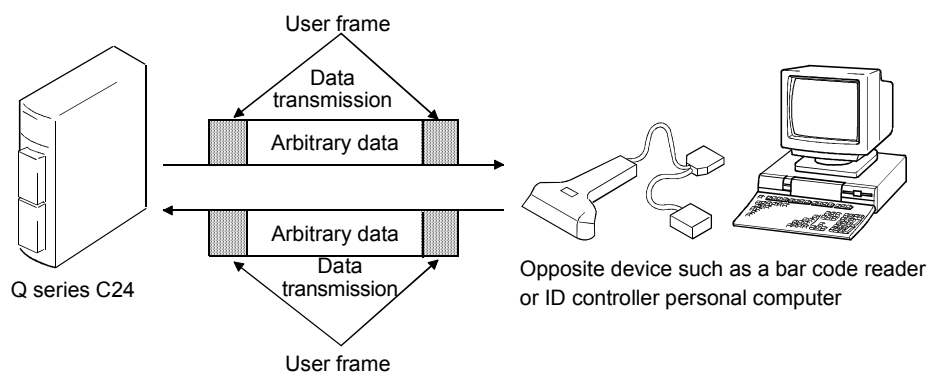 User frame
Data
transmission
Arbitrary data
Arbitrary data
Data
transmission
User frame
Q series C24
Opposite device such as a bar code reader
or ID controller personal computer